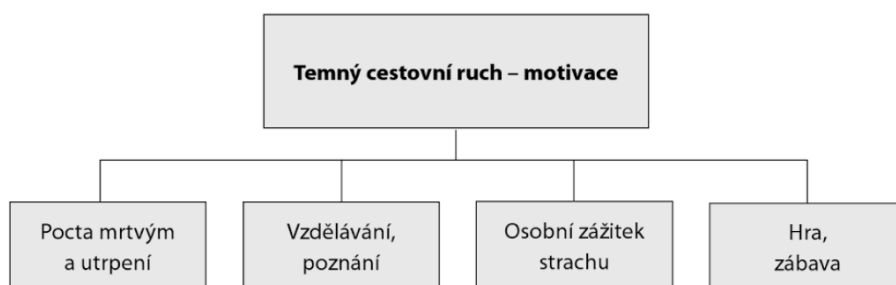 Temný cestovní ruch – motivace
Pocta mrtvým
a utrpení
Vzdělávání,
poznání
Osobní zážitek
strachu
Hra,
zábava